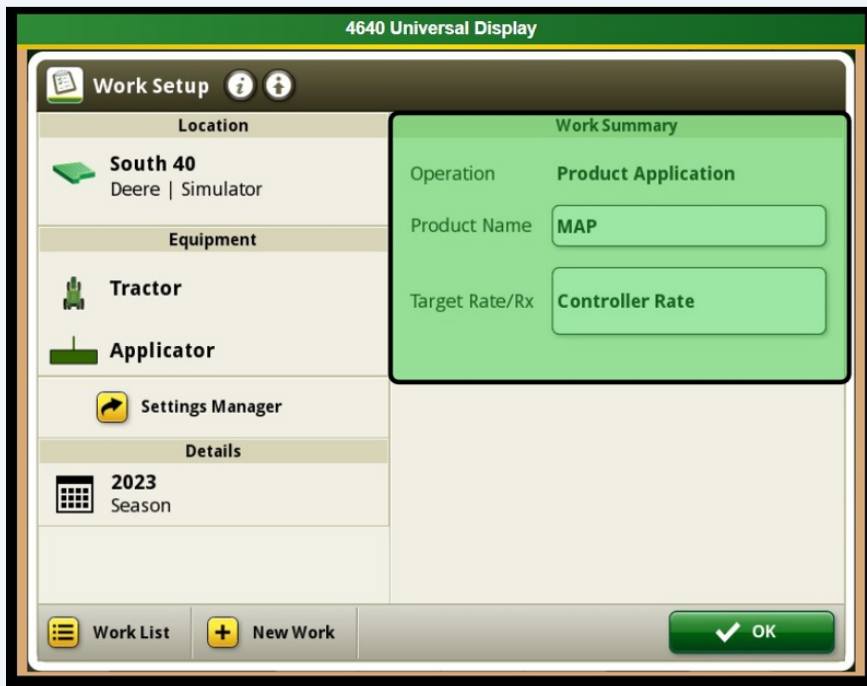 4640 Universal Display
Work Setup
Location
South 40
Deere | Simulator
Equipment
Tractor
Applicator
Settings Manager
Details
2023
Season
Work Summary
Operation Product Application
Product Name MAP
Target Rate/Rx Controller Rate
Work List New Work OK